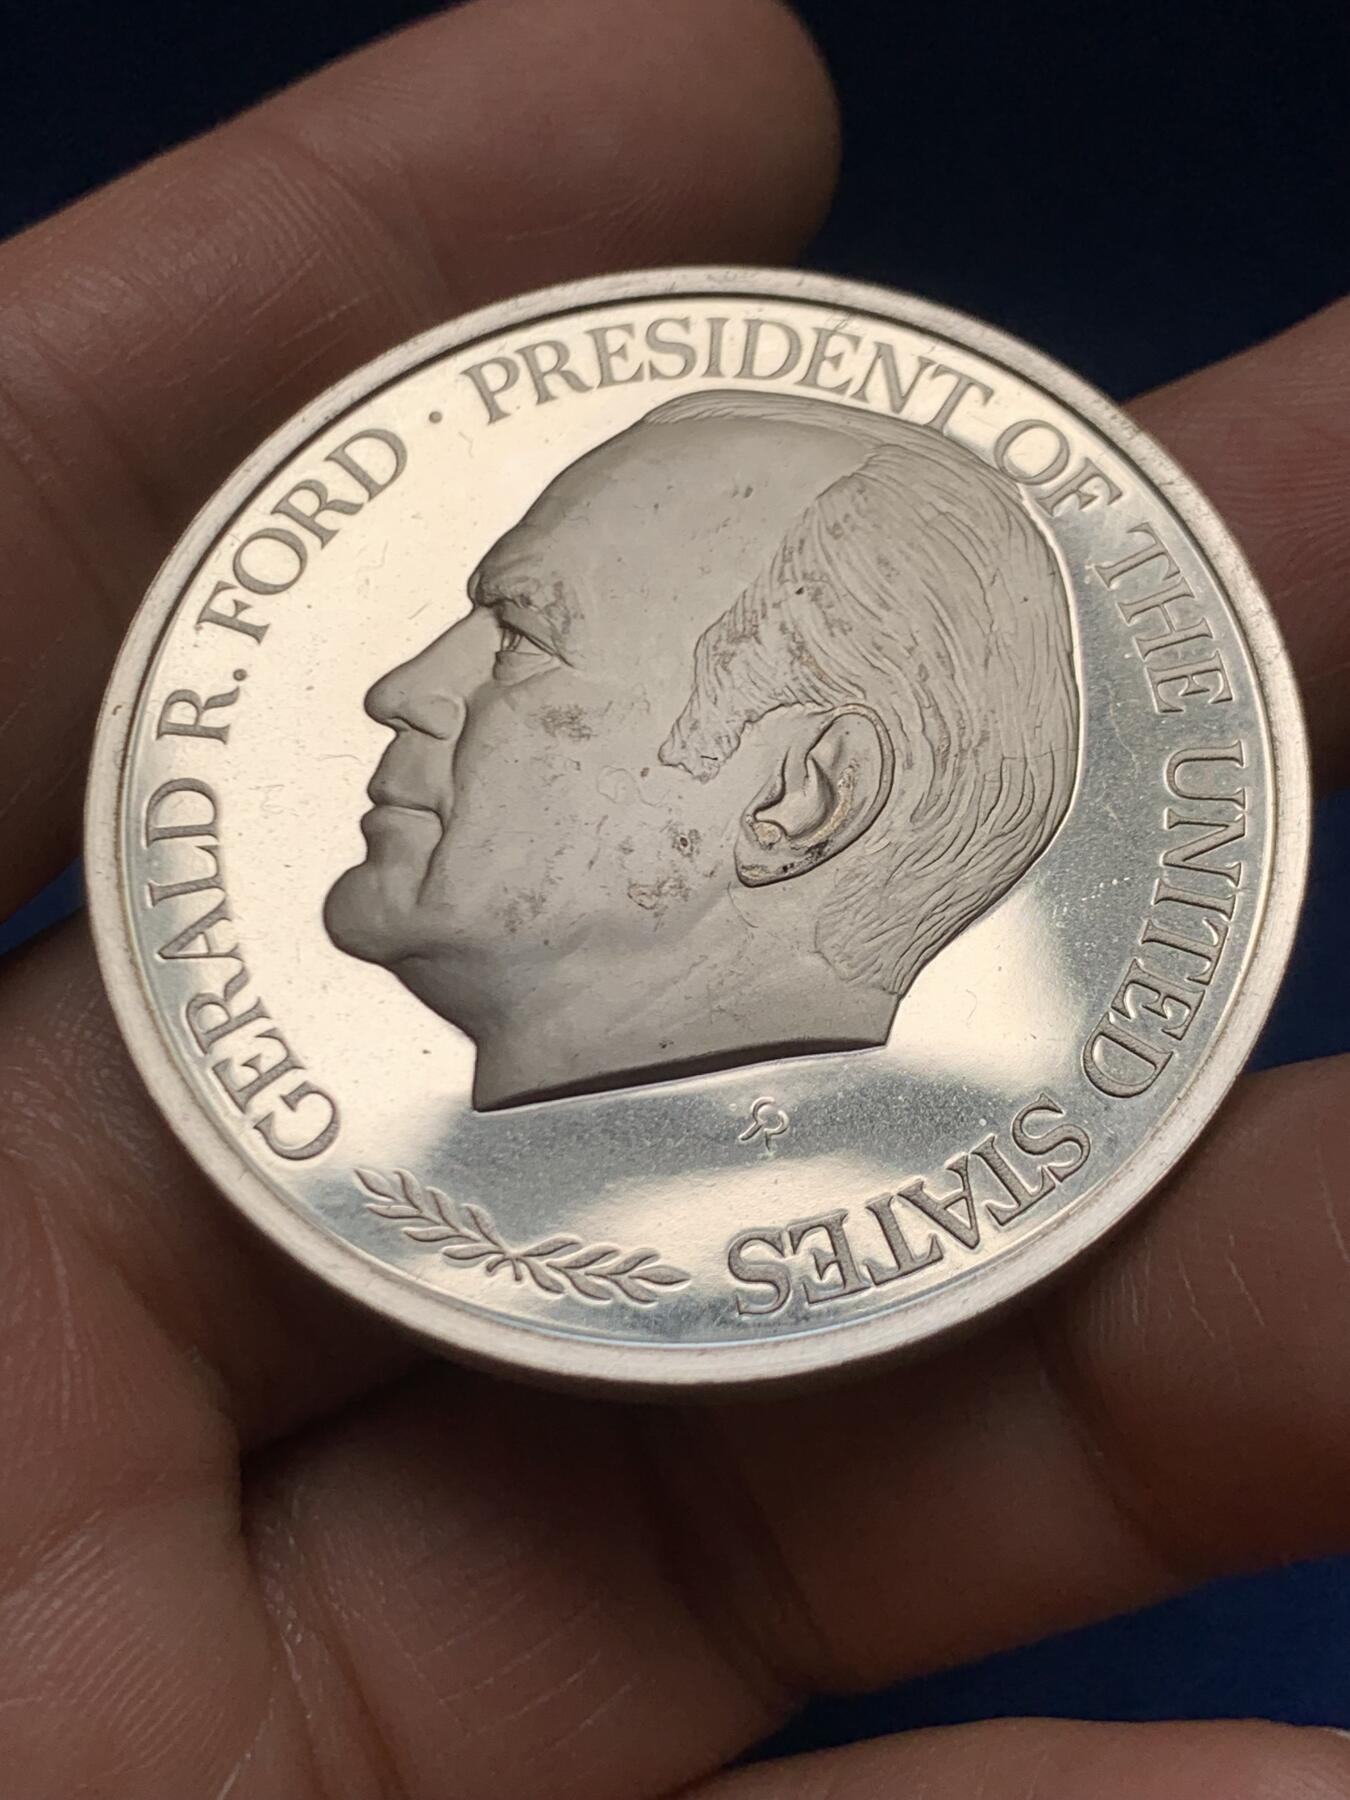 GERALD R. FORD · PRESIDENT OF THE UNITED STATES